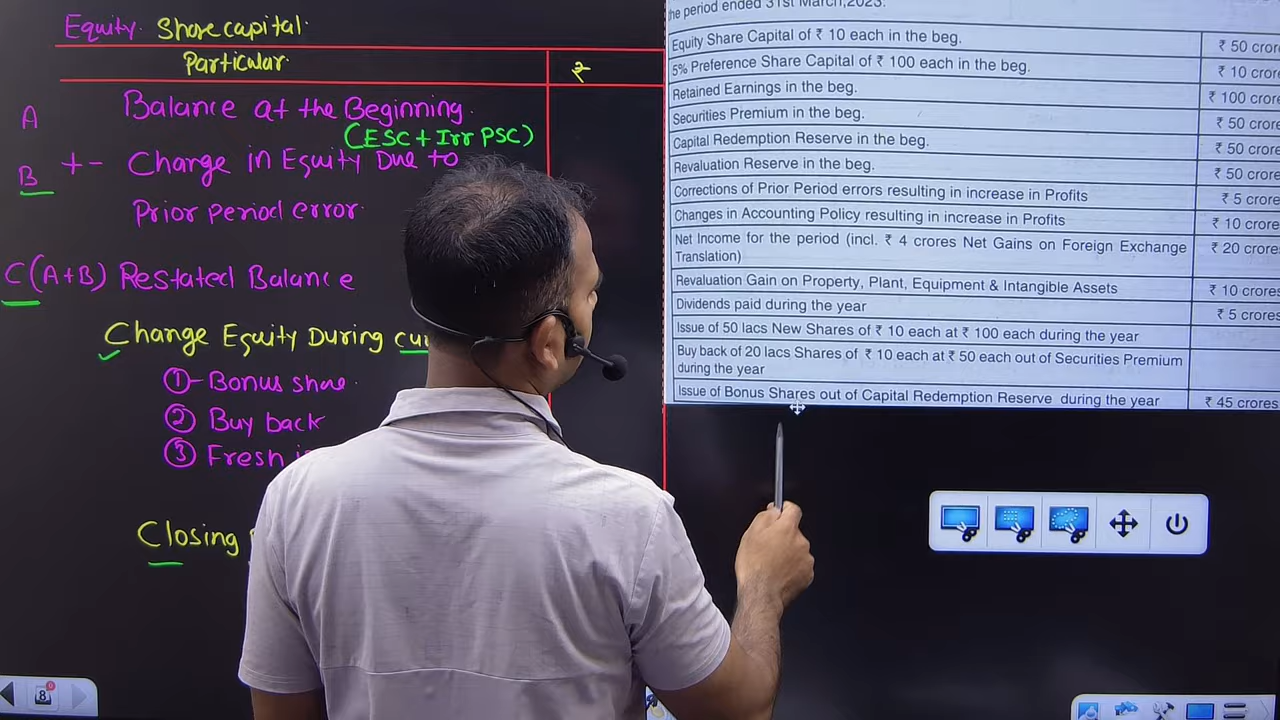 Equity Share capital
Particular ₹
A Balance at the Beginning.
(ESC + Irr PSC)
B +- Change in Equity Due to
Prior period error
C (A+B) Restated Balance
Change Equity During
① Bonus share
② Buy back
③ Fresh
Closing
the period ended 31st March, 2023.
Equity Share Capital of ₹ 10 each in the beg. ₹ 50 crore
5% Preference Share Capital of ₹ 100 each in the beg. ₹ 10 crore
Retained Earnings in the beg. ₹ 100 crore
Securities Premium in the beg. ₹ 50 crore
Capital Redemption Reserve in the beg. ₹ 50 crore
Revaluation Reserve in the beg. ₹ 50 crore
Corrections of Prior Period errors resulting in increase in Profits ₹ 5 crore
Changes in Accounting Policy resulting in increase in Profits ₹ 10 crore
Net Income for the period (incl. ₹ 4 crores Net Gains on Foreign Exchange ₹ 20 crore
Translation)
Revaluation Gain on Property, Plant, Equipment & Intangible Assets ₹ 10 crores
Dividends paid during the year ₹ 5 crores
Issue of 50 lacs New Shares of ₹ 10 each at ₹ 100 each during the year
Buy back of 20 lacs Shares of ₹ 10 each at ₹ 50 each out of Securities Premium
during the year
Issue of Bonus Shares out of Capital Redemption Reserve during the year ₹ 45 crores
8